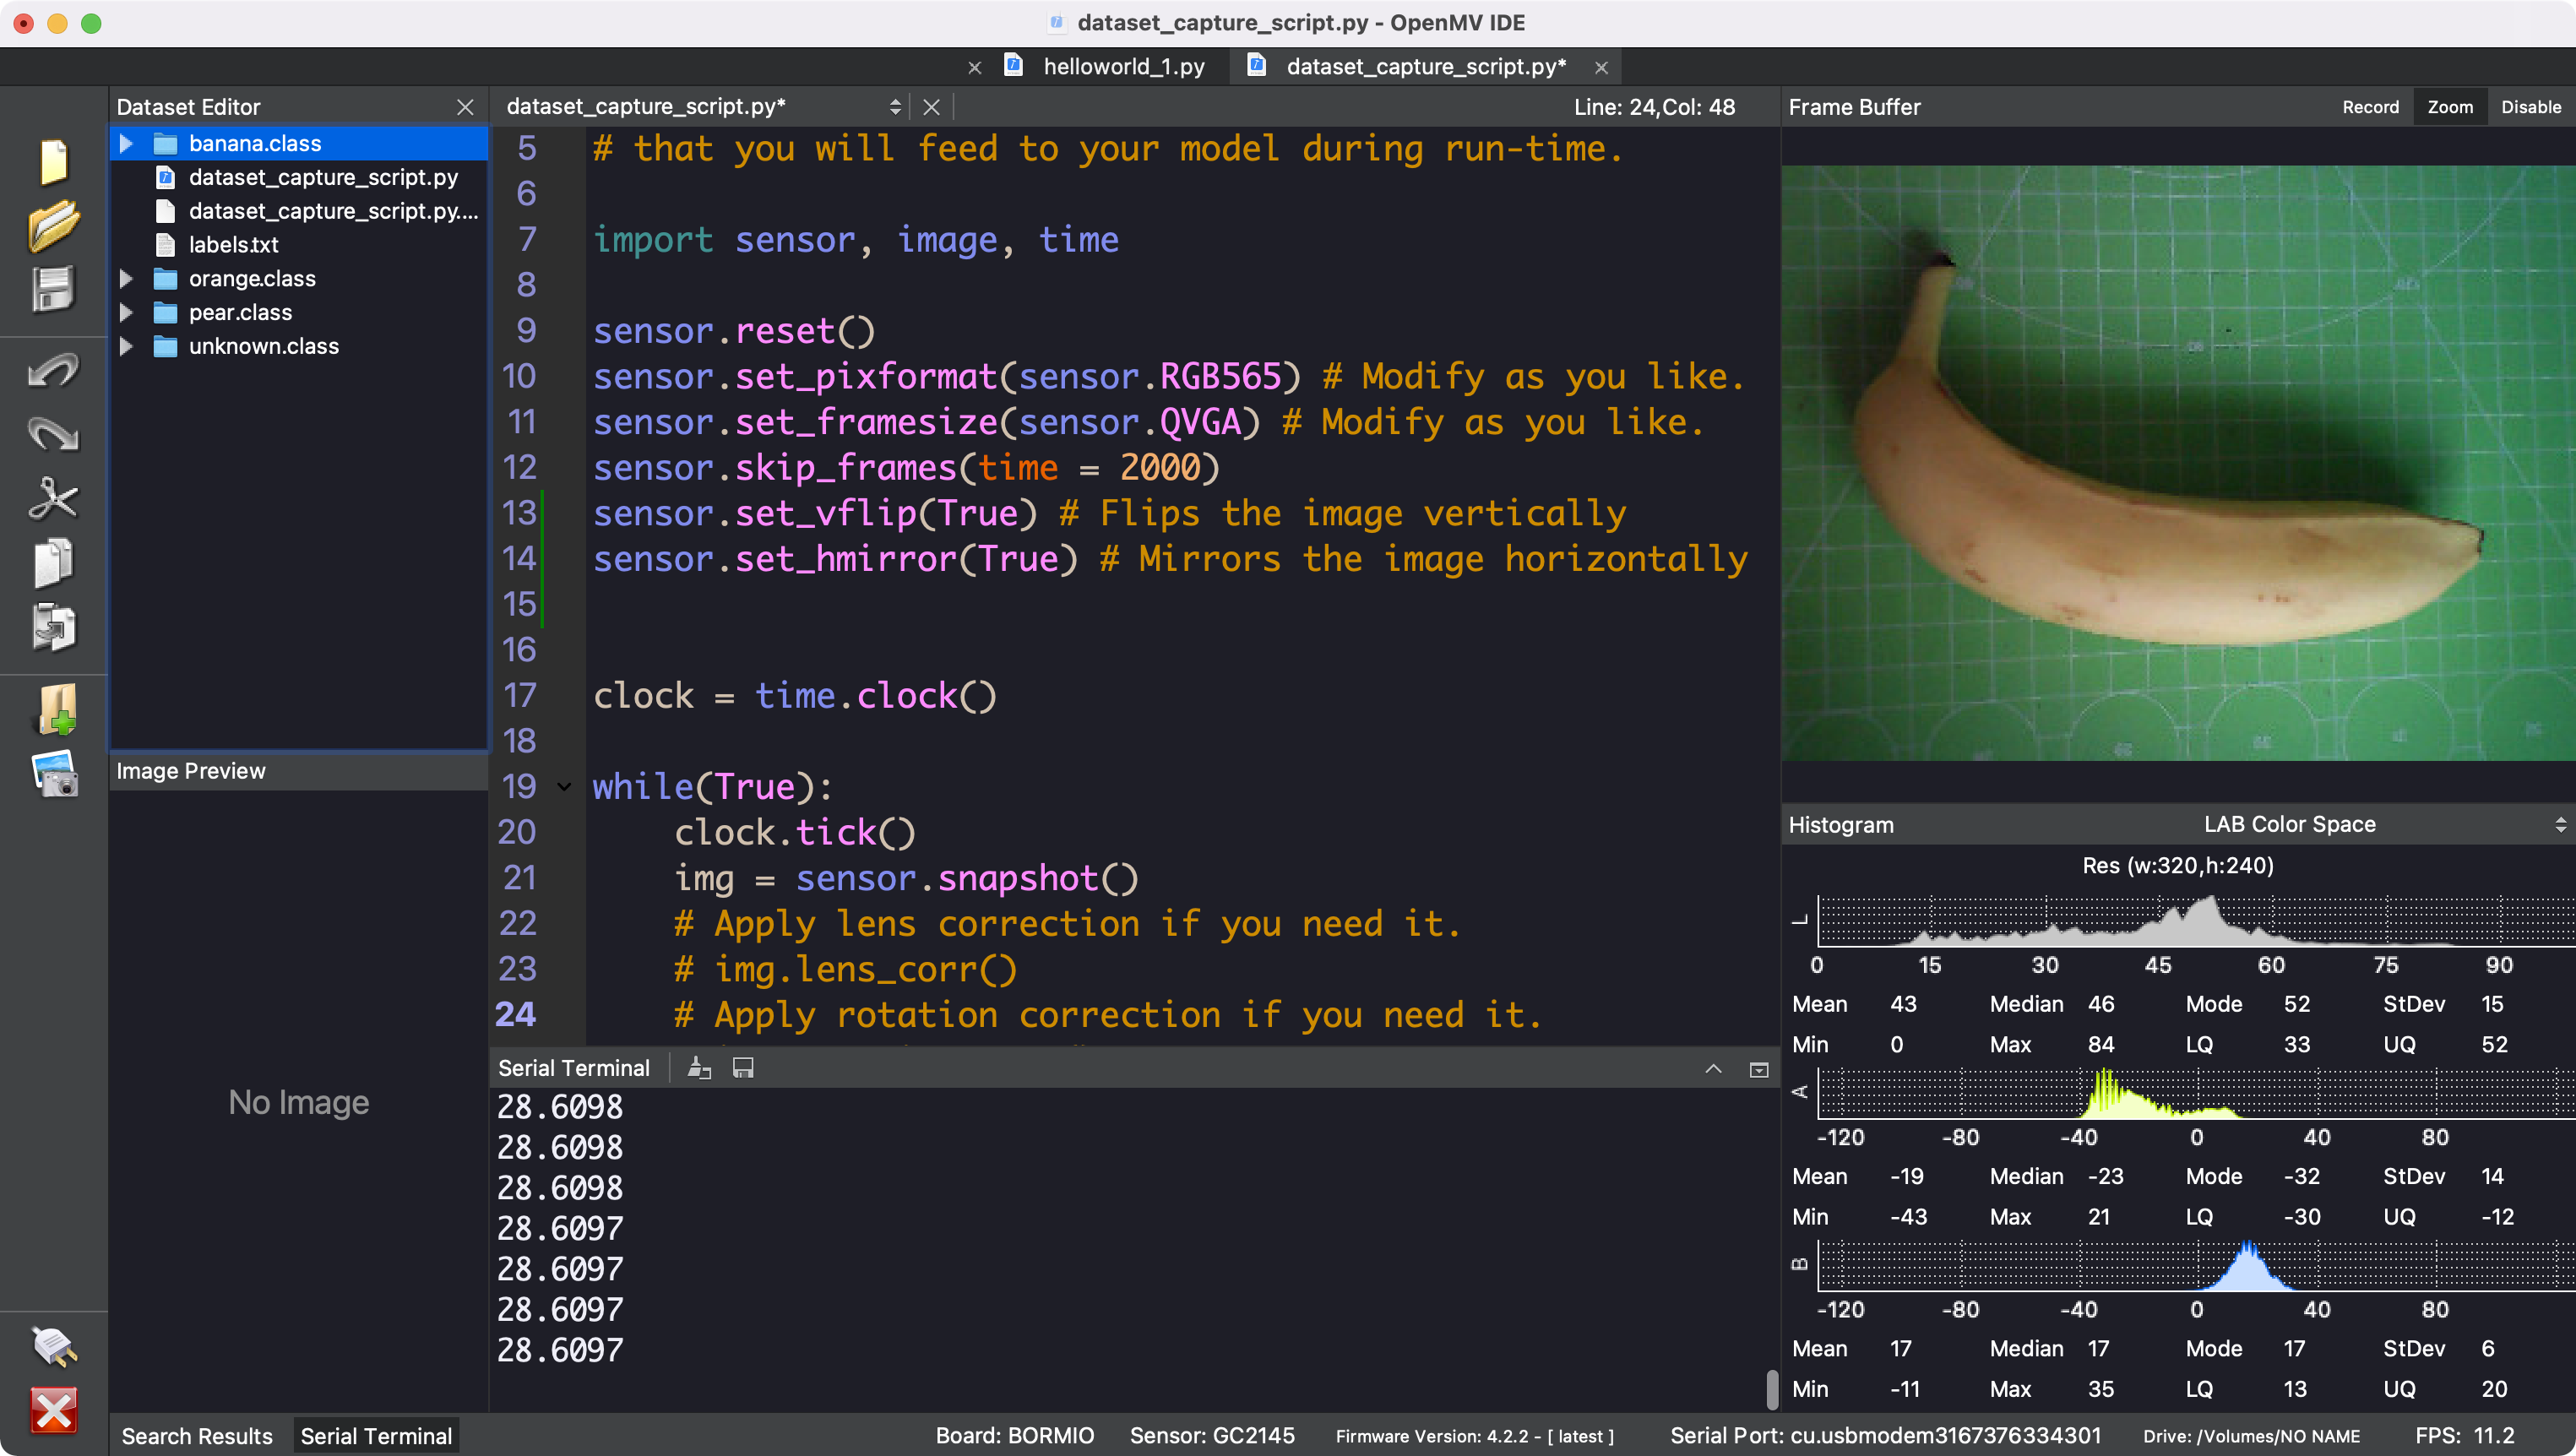 dataset_capture_script.py - OpenMV IDE
helloworld_1.py
dataset_capture_script.py*
Dataset Editor
banana.class
dataset_capture_script.py
dataset_capture_script.py....
labels.txt
orange.class
pear.class
unknown.class
Image Preview
No Image
dataset_capture_script.py*
Line: 24,Col: 48
5 # that you will feed to your model during run-time.
6
7 import sensor, image, time
8
9 sensor.reset()
10 sensor.set_pixformat(sensor.RGB565) # Modify as you like.
11 sensor.set_framesize(sensor.QVGA) # Modify as you like.
12 sensor.skip_frames(time = 2000)
13 sensor.set_vflip(True) # Flips the image vertically
14 sensor.set_hmirror(True) # Mirrors the image horizontally
15
16
17 clock = time.clock()
18
19 while(True):
20 clock.tick()
21 img = sensor.snapshot()
22 # Apply lens correction if you need it.
23 # img.lens_corr()
24 # Apply rotation correction if you need it.
Serial Terminal
28.6098
28.6098
28.6098
28.6097
28.6097
28.6097
28.6097
Frame Buffer
Record Zoom Disable
Histogram LAB Color Space
Res (w:320,h:240)
L
0 15 30 45 60 75 90
Mean 43 Median 46 Mode 52 StDev 15
Min 0 Max 84 LQ 33 UQ 52
A
-120 -80 -40 0 40 80
Mean -19 Median -23 Mode -32 StDev 14
Min -43 Max 21 LQ -30 UQ -12
B
-120 -80 -40 0 40 80
Mean 17 Median 17 Mode 17 StDev 6
Min -11 Max 35 LQ 13 UQ 20
Search Results Serial Terminal
Board: BORMIO Sensor: GC2145 Firmware Version: 4.2.2 - [ latest ] Serial Port: cu.usbmodem3167376334301 Drive: /Volumes/NO NAME FPS: 11.2